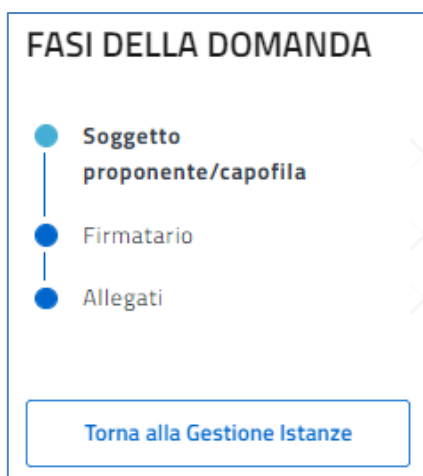 FASI DELLA DOMANDA
Soggetto
proponente/capofila
Firmatario
Allegati
Torna alla Gestione Istanze